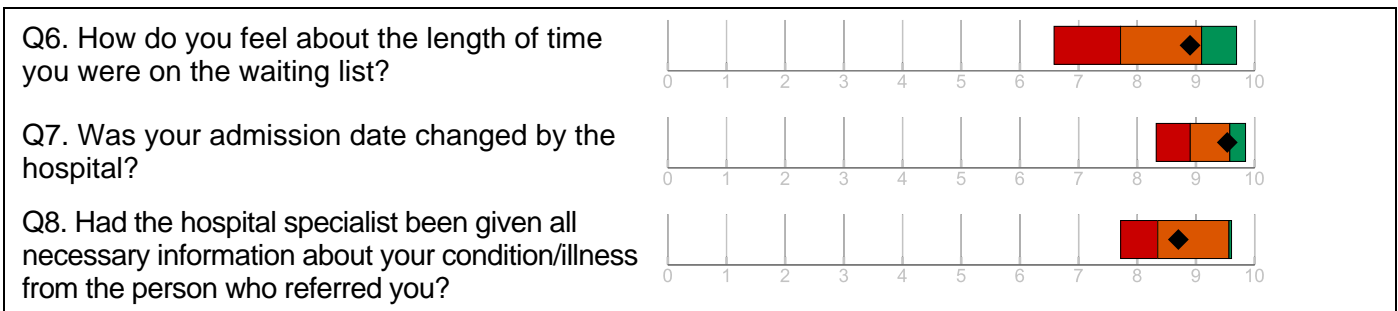 Q6. How do you feel about the length of time
you were on the waiting list?
0 1 2 3 4 5 6 7 8 9 10
Q7. Was your admission date changed by the
hospital?
0 1 2 3 4 5 6 7 8 9 10
Q8. Had the hospital specialist been given all
necessary information about your condition/illness
from the person who referred you?
0 1 2 3 4 5 6 7 8 9 10